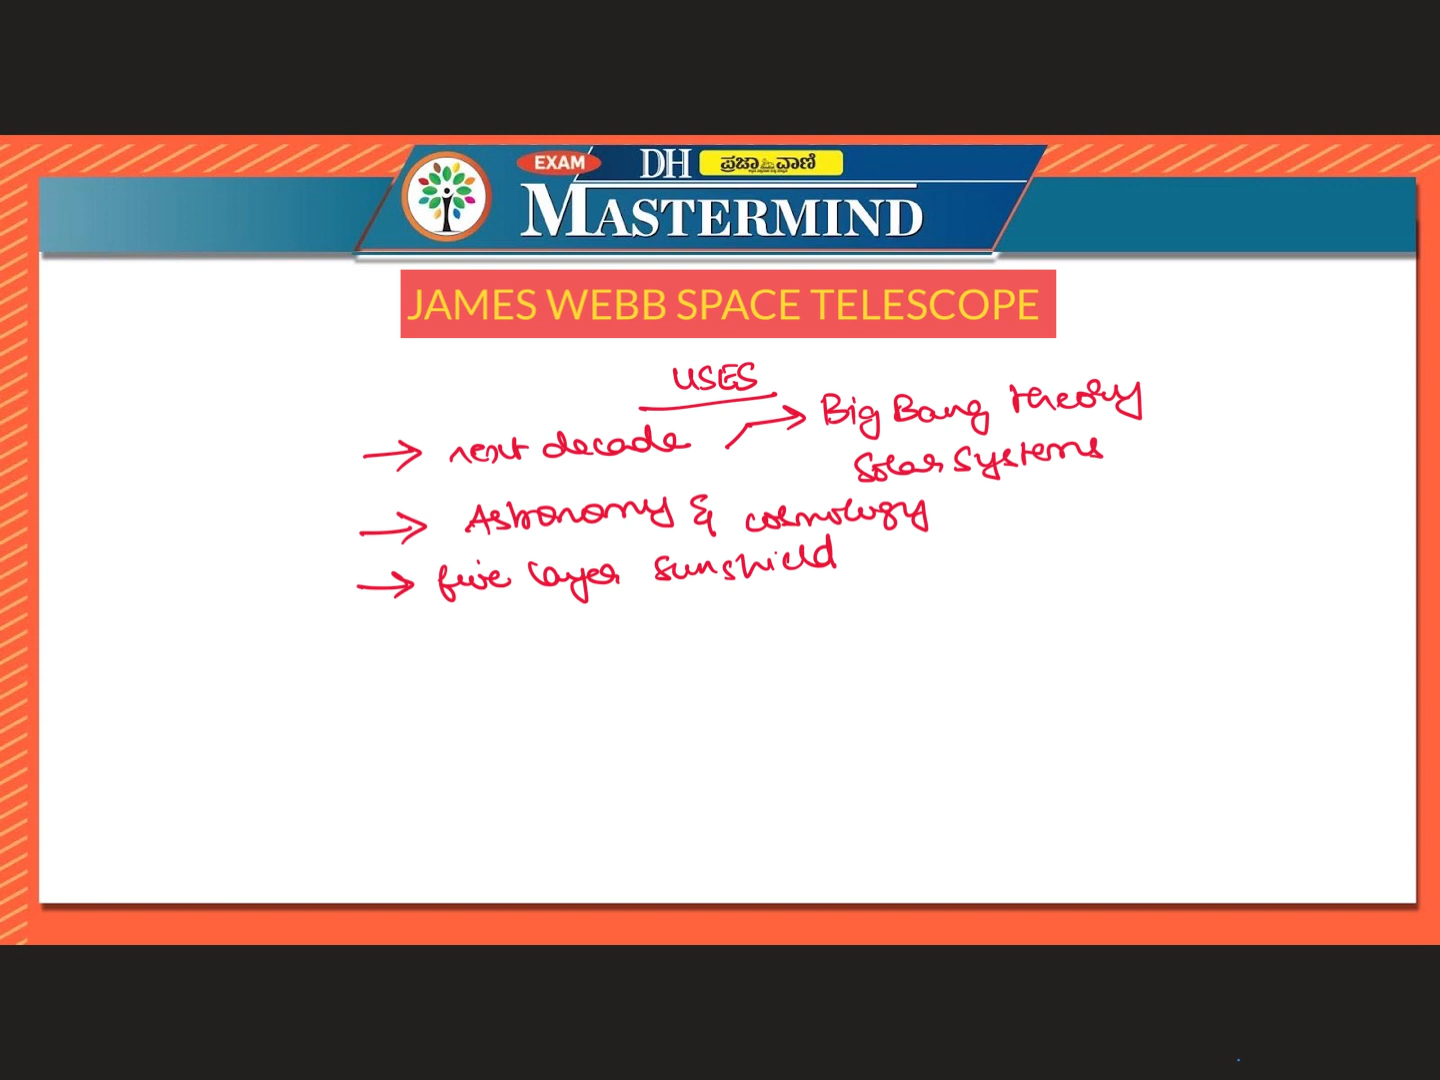 EXAM
DH ಪ್ರಜಾವಾಣಿ
MASTERMIND
JAMES WEBB SPACE TELESCOPE
USES
→ next decade → Big Bang theory
Solar Systems
→ Astronomy & cosmology
→ five layer sunshield